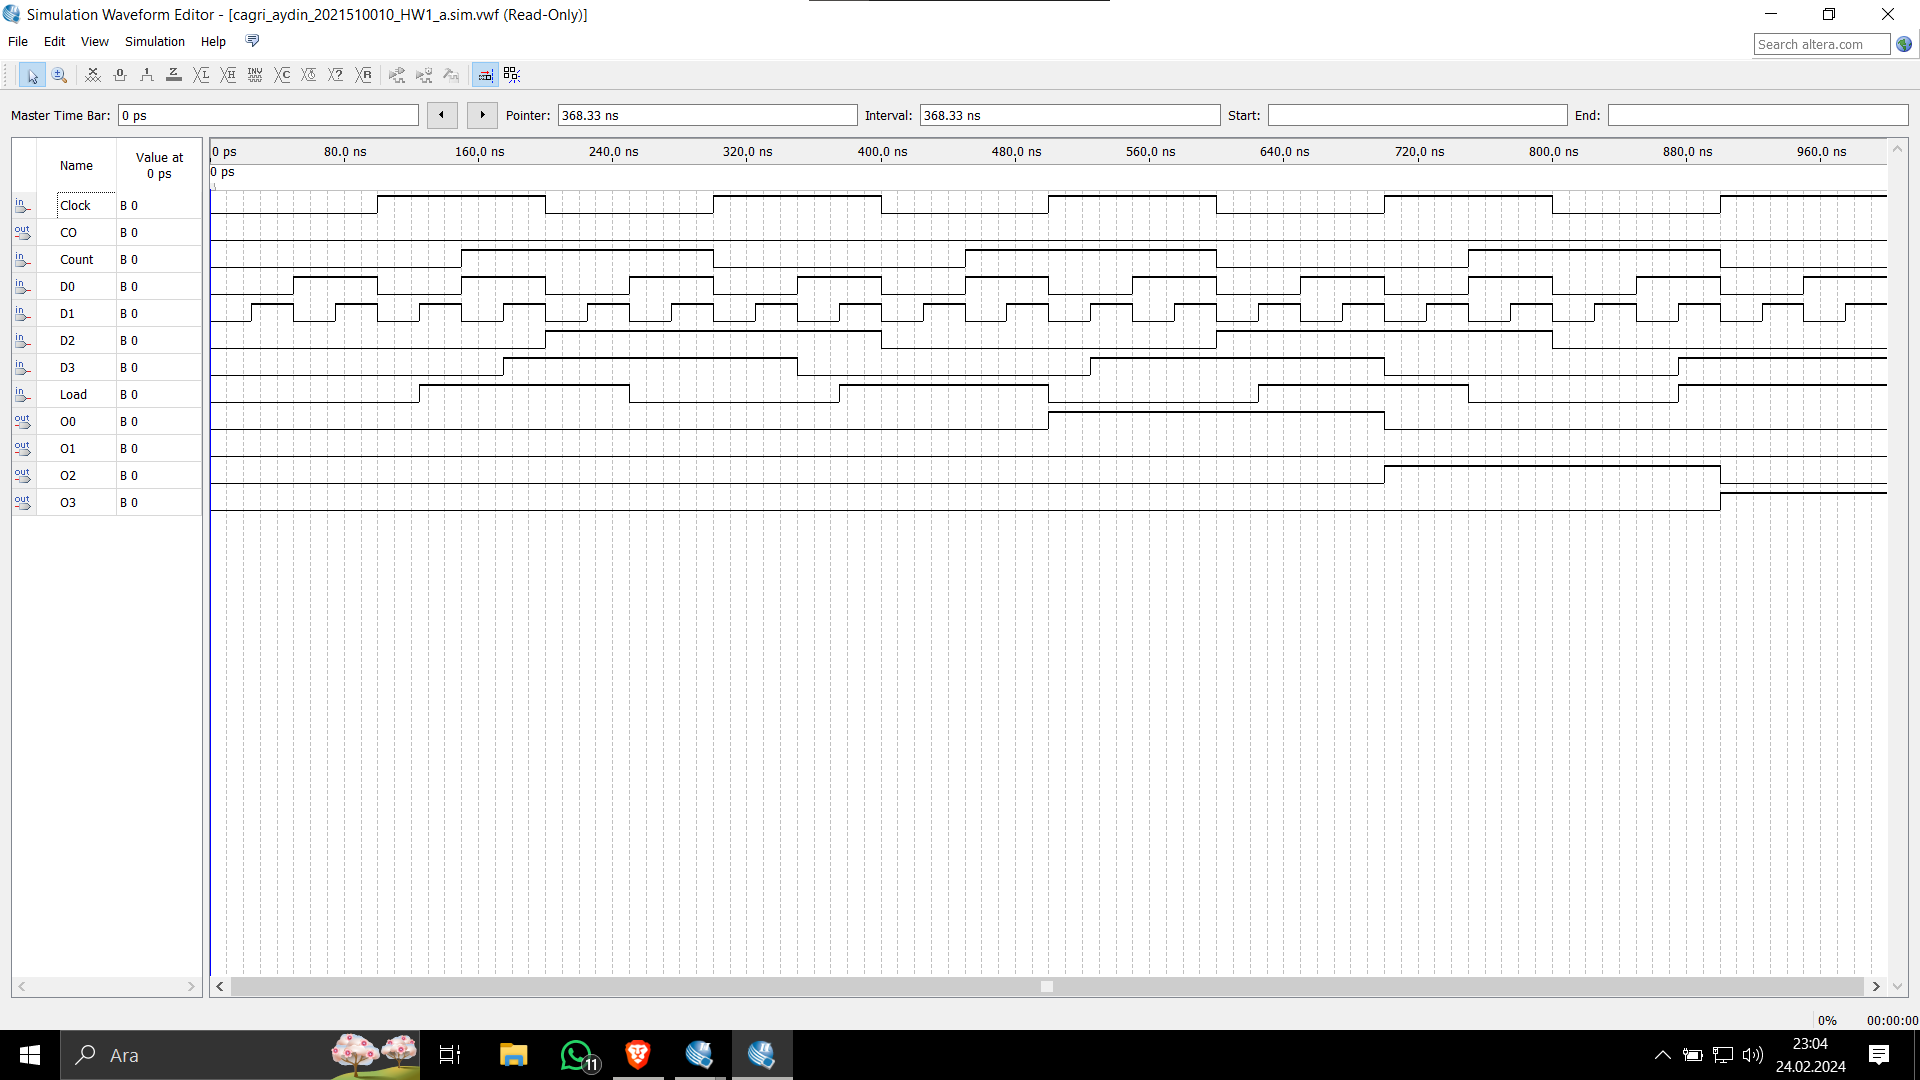 Simulation Waveform Editor - [cagri_aydin_2021510010_HW1_a.sim.vwf (Read-Only)]
File Edit View Simulation Help
Search altera.com
Master Time Bar: 0 ps Pointer: 368.33 ns Interval: 368.33 ns Start: End:
Name Value at 0 ps
0 ps 80.0 ns 160.0 ns 240.0 ns 320.0 ns 400.0 ns 480.0 ns 560.0 ns 640.0 ns 720.0 ns 800.0 ns 880.0 ns 960.0 ns
0 ps
in Clock B 0
out CO B 0
in Count B 0
in D0 B 0
in D1 B 0
in D2 B 0
in D3 B 0
in Load B 0
out O0 B 0
out O1 B 0
out O2 B 0
out O3 B 0
0% 00:00:00
Ara
11
23:04
24.02.2024